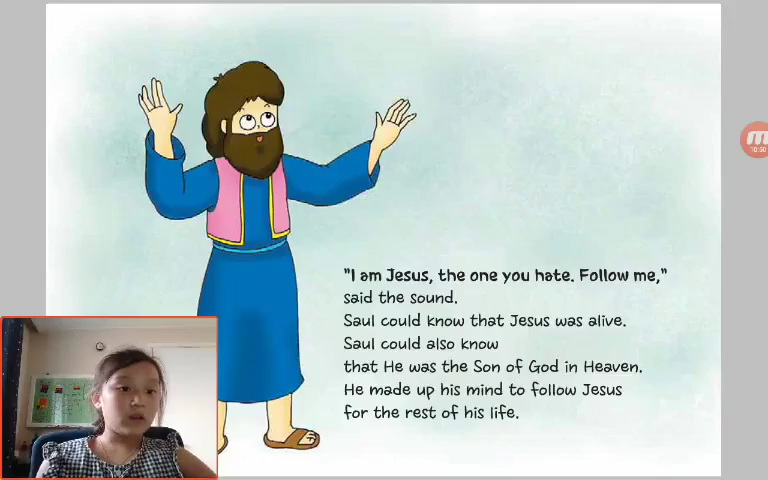 "I am Jesus, the one you hate. Follow me,"
said the sound.
Saul could know that Jesus was alive.
Saul could also know
that He was the Son of God in Heaven.
He made up his mind to follow Jesus
for the rest of his life.